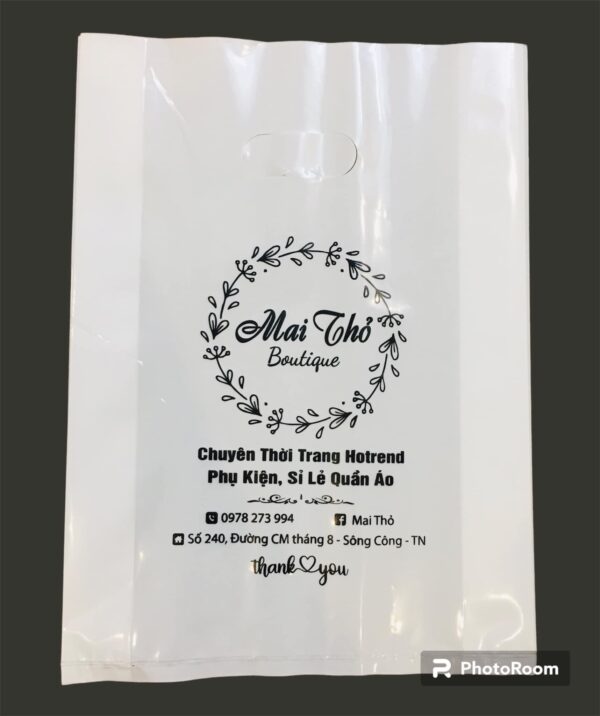 Mai Thỏ
Boutique
Chuyên Thời Trang Hotrend
Phụ Kiện, Sỉ Lẻ Quần Áo
0978 273 994 Mai Thỏ
Số 240, Đường CM tháng 8 - Sông Công - TN
thank you
PhotoRoom